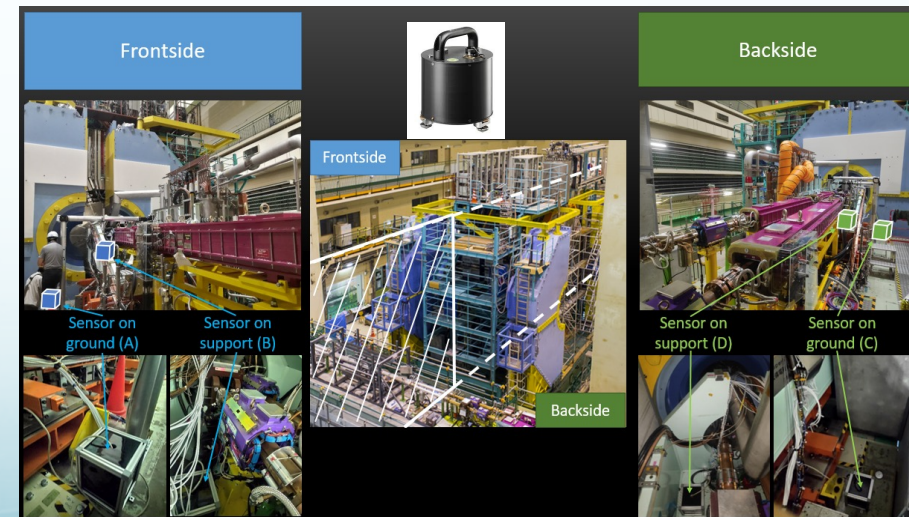 Frontside
Backside
Frontside
Backside
Sensor on
ground (A)
Sensor on
support (B)
Sensor on
support (D)
Sensor on
ground (C)